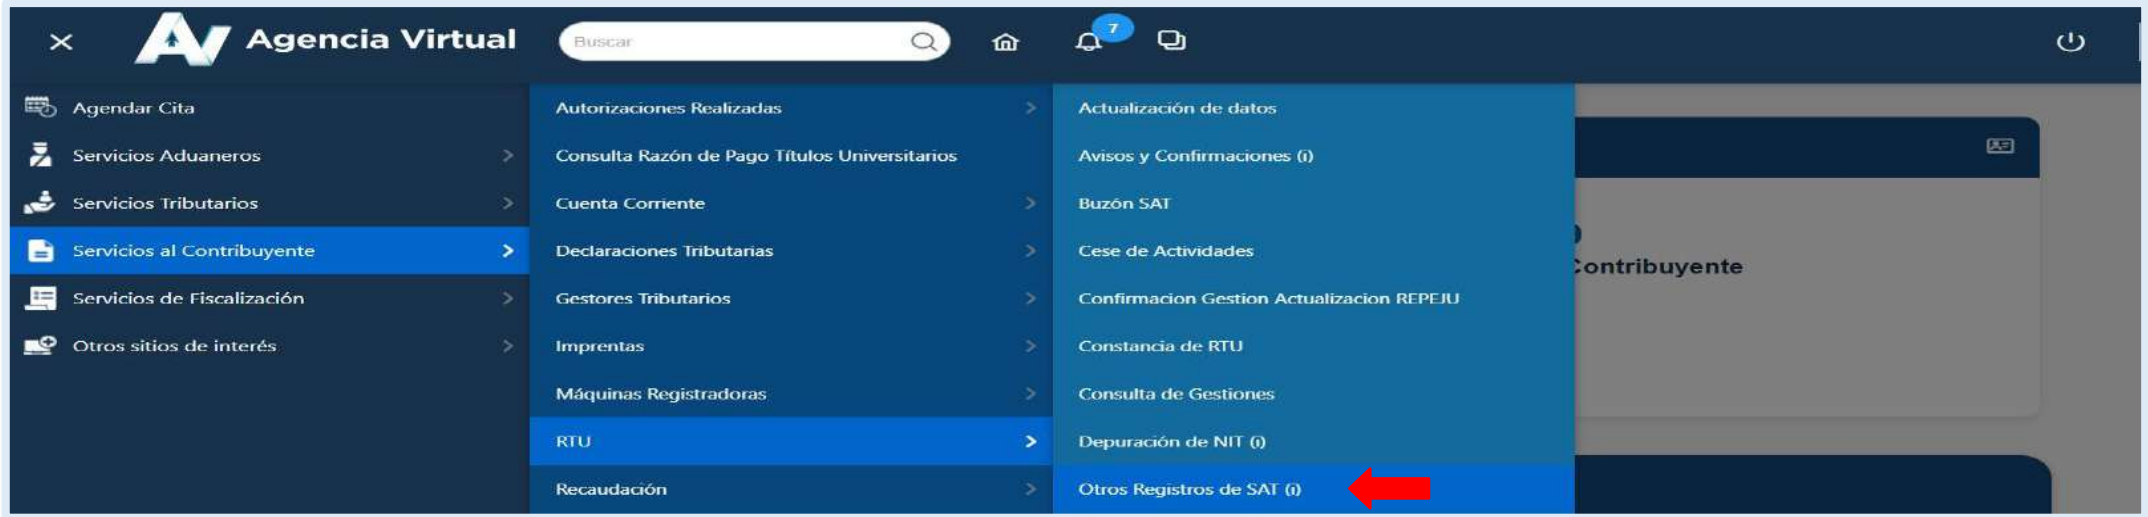 Agencia Virtual
Buscar
7
Agendar Cita
Servicios Aduaneros
Servicios Tributarios
Servicios al Contribuyente
Servicios de Fiscalización
Otros sitios de interés
Autorizaciones Realizadas
Consulta Razón de Pago Títulos Universitarios
Cuenta Corriente
Declaraciones Tributarias
Gestores Tributarios
Imprentas
Máquinas Registradoras
RTU
Recaudación
Actualización de datos
Avisos y Confirmaciones (i)
Buzón SAT
Cese de Actividades
Confirmacion Gestion Actualizacion REPEJU
Constancia de RTU
Consulta de Gestiones
Depuración de NIT (i)
Otros Registros de SAT (i)
Contribuyente